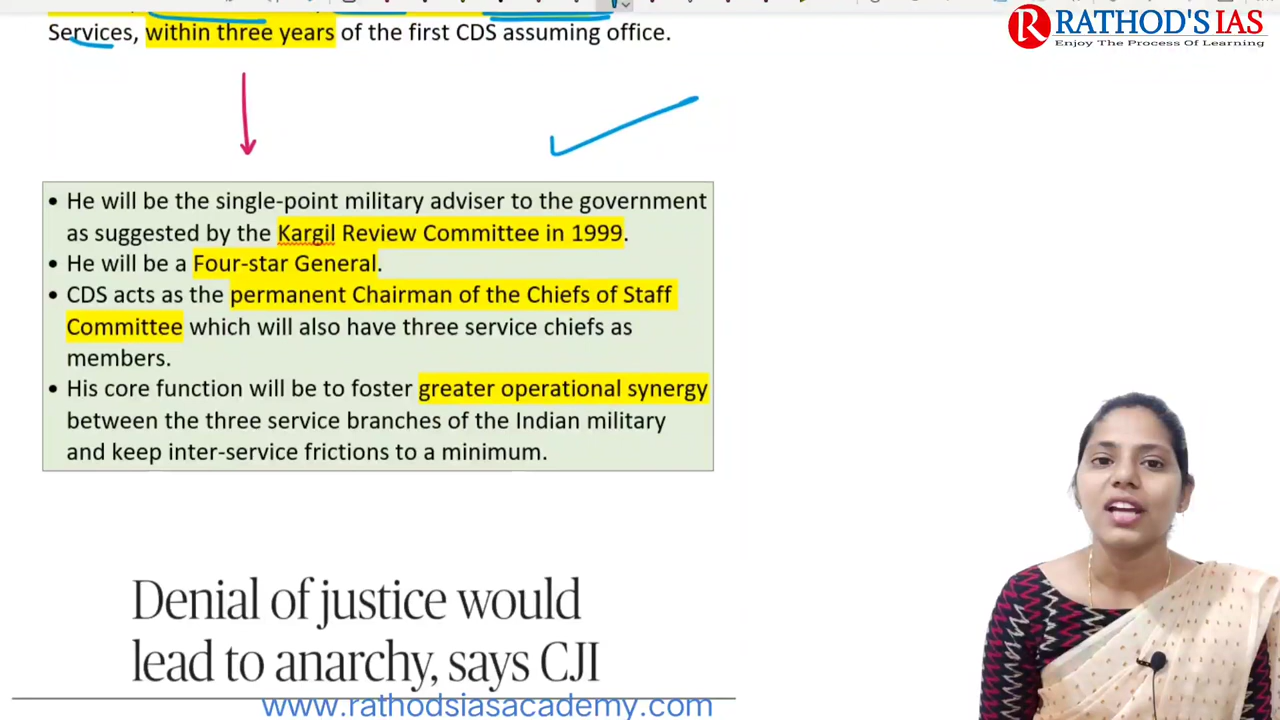 Services, within three years of the first CDS assuming office.
R RATHOD'S IAS
Enjoy The Process Of Learning
• He will be the single-point military adviser to the government
as suggested by the Kargil Review Committee in 1999.
• He will be a Four-star General.
• CDS acts as the permanent Chairman of the Chiefs of Staff
Committee which will also have three service chiefs as
members.
• His core function will be to foster greater operational synergy
between the three service branches of the Indian military
and keep inter-service frictions to a minimum.
Denial of justice would
lead to anarchy, says CJI
www.rathodsiasacademy.com